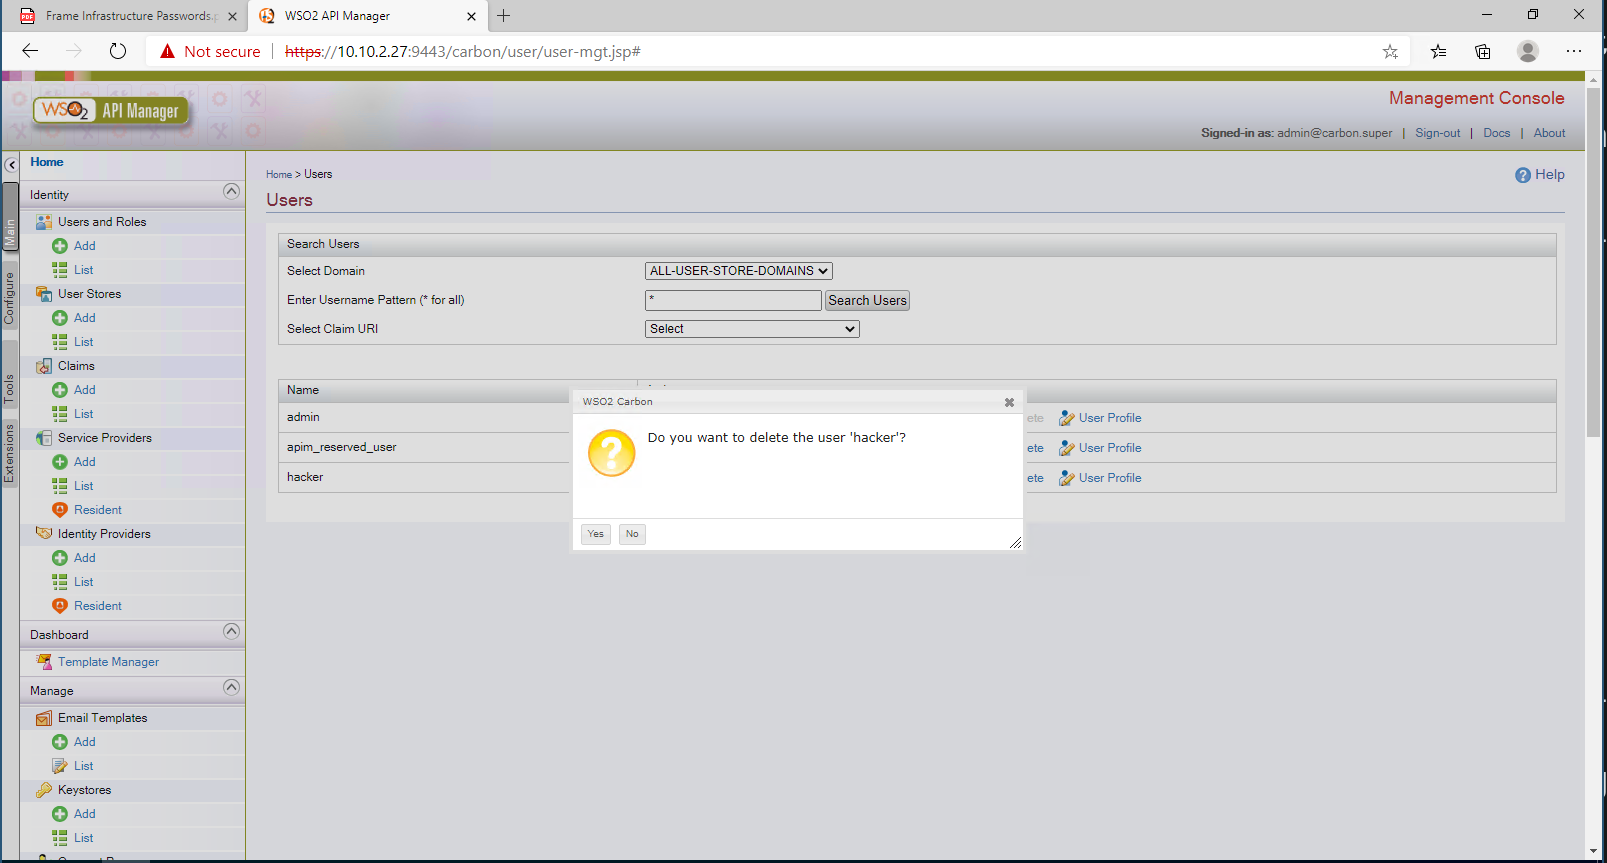 Frame Infrastructure Passwords.p
WSO2 API Manager
Not secure
https://10.10.2.27:9443/carbon/user/user-mgt.jsp#
WSO2 API Manager
Management Console
Signed-in as: admin@carbon.super | Sign-out | Docs | About
Main
Configure
Tools
Extensions
Home
Identity
Users and Roles
Add
List
User Stores
Add
List
Claims
Add
List
Service Providers
Add
List
Resident
Identity Providers
Add
List
Resident
Dashboard
Template Manager
Manage
Email Templates
Add
List
Keystores
Add
List
Home > Users
Help
Users
Search Users
Select Domain ALL-USER-STORE-DOMAINS
Enter Username Pattern (* for all) * Search Users
Select Claim URI Select
Name
admin ete User Profile
apim_reserved_user ete User Profile
hacker ete User Profile
WSO2 Carbon
Do you want to delete the user 'hacker'?
Yes No